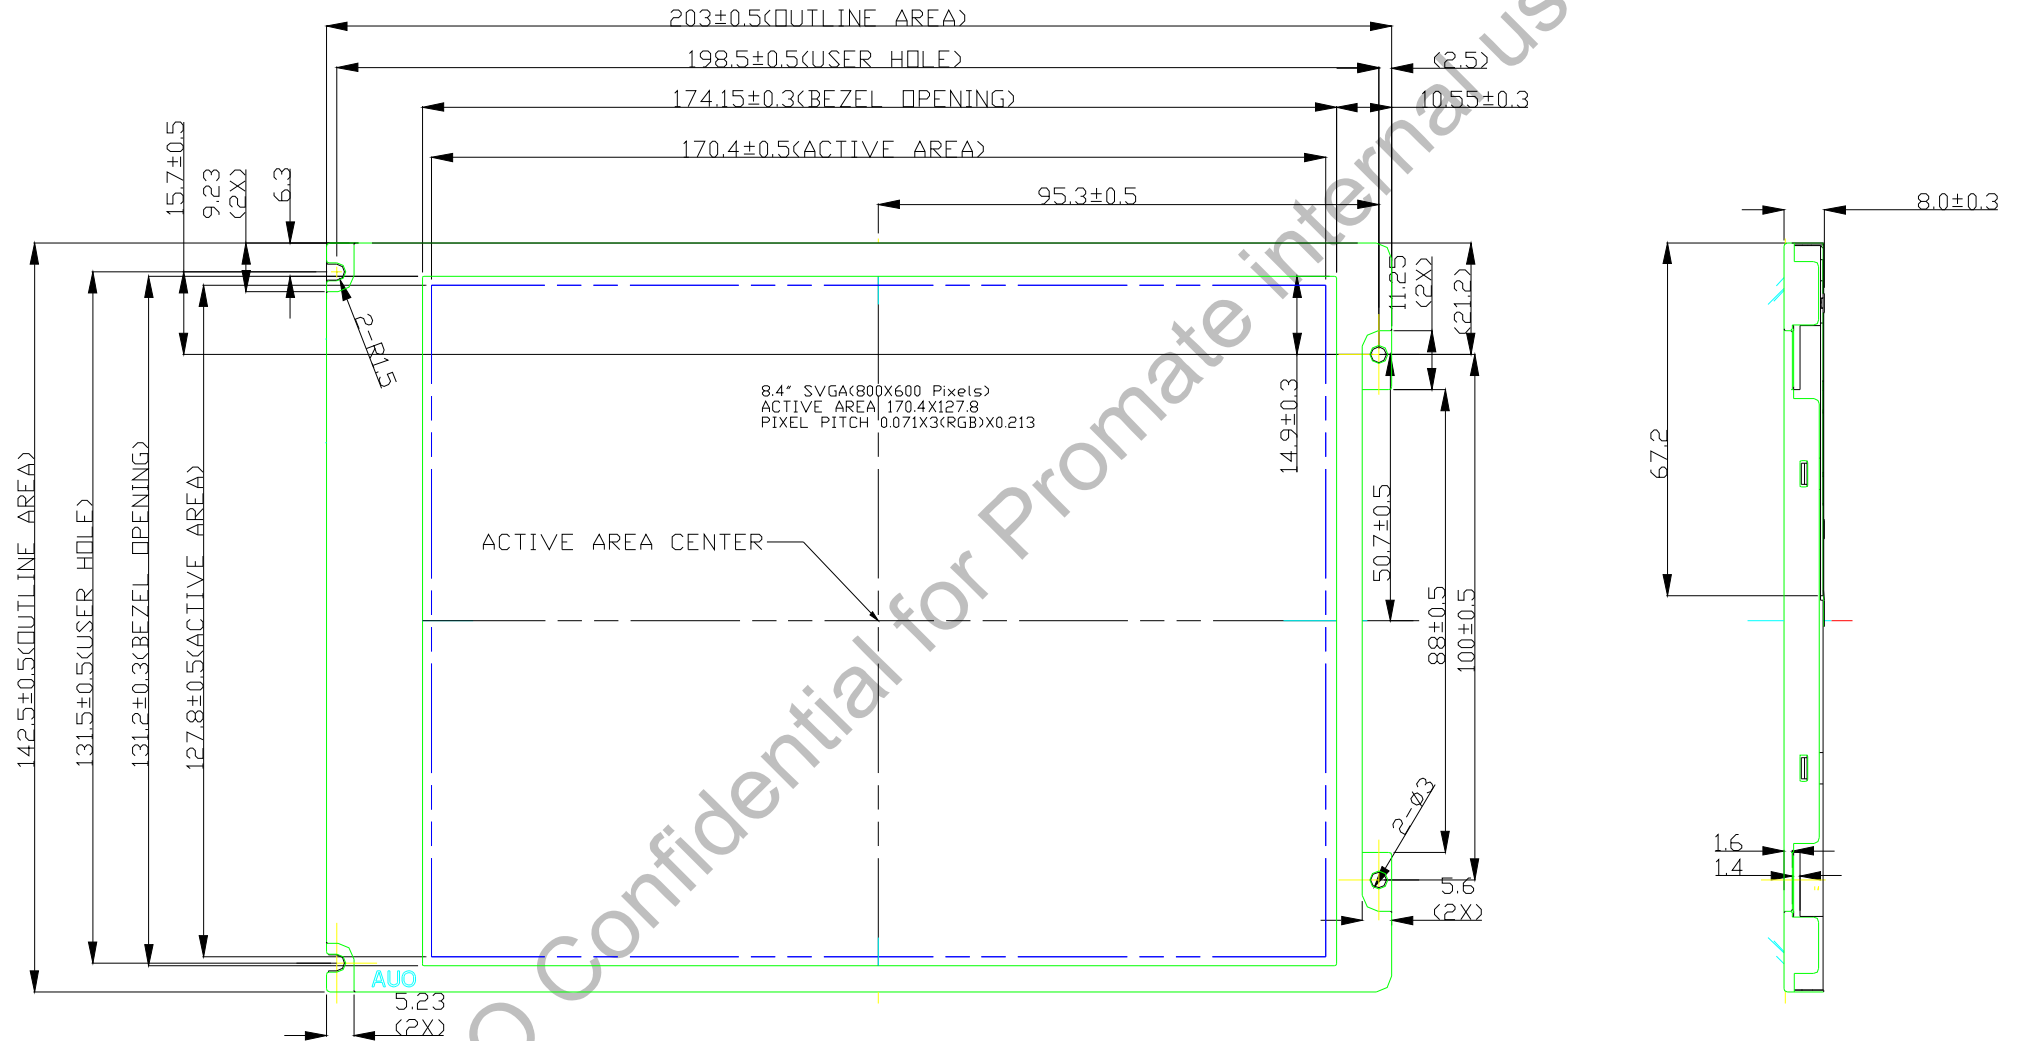 203±0.5(OUTLINE AREA)
198.5±0.5(USER HOLE)
(2.5)
174.15±0.3(BEZEL OPENING)
10.55±0.3
170.4±0.5(ACTIVE AREA)
95.3±0.5
8.0±0.3
15.7±0.5
9.23
(2X)
6.3
2-R1.5
11.25
(2X)
(21.2)
8.4″ SVGA(800X600 Pixels)
ACTIVE AREA 170.4X127.8
PIXEL PITCH 0.071X3(RGB)X0.213
14.9±0.3
67.2
142.5±0.5(OUTLINE AREA)
131.5±0.5(USER HOLE)
131.2±0.3(BEZEL OPENING)
127.8±0.5(ACTIVE AREA)
ACTIVE AREA CENTER
50.7±0.5
88±0.5
100±0.5
2-Ø3
1.6
1.4
5.6
(2X)
AUO
5.23
(2X)
O Confidential for Promate internal us